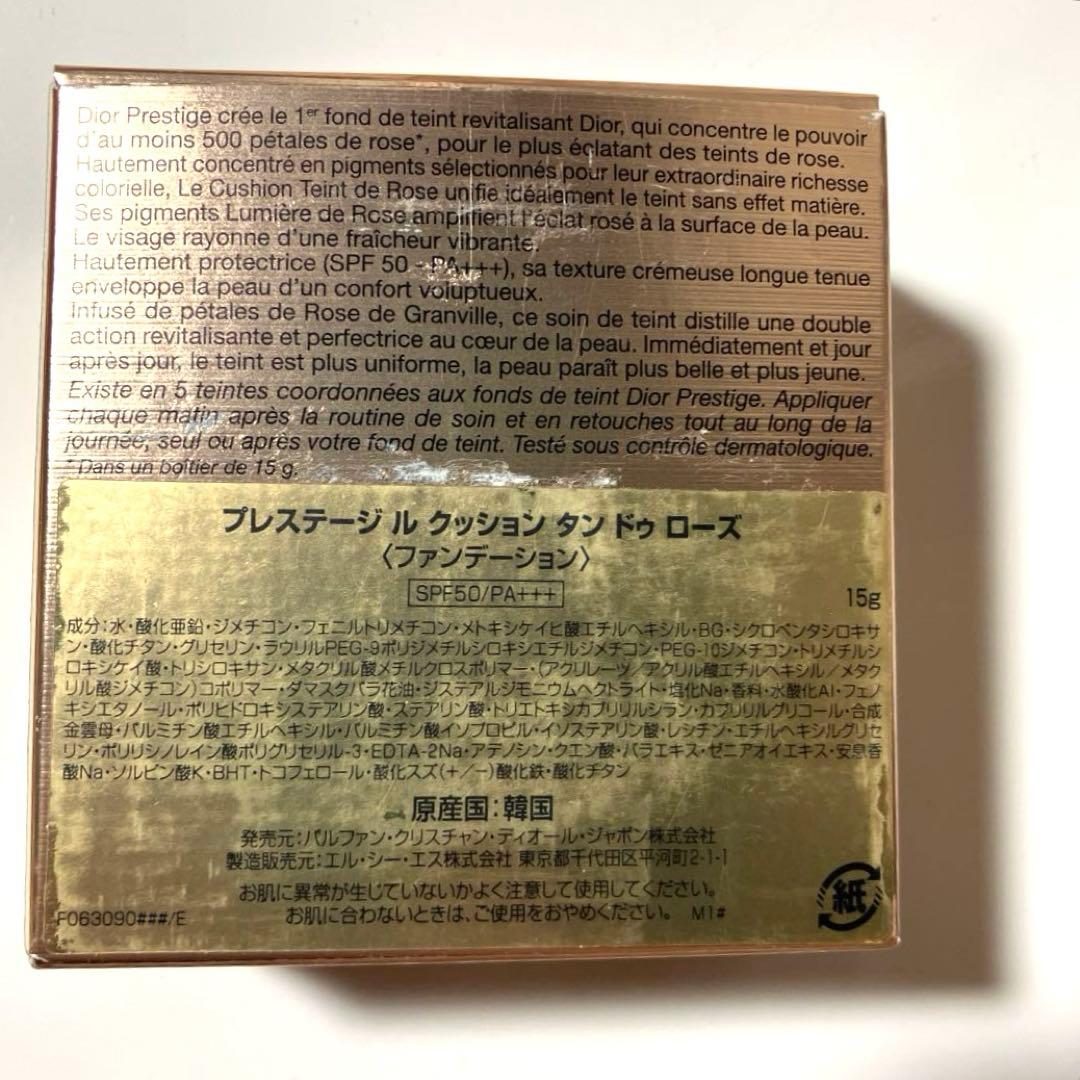 Dior Prestige crée le 1er fond de teint revitalisant Dior, qui concentre le pouvoir
d'au moins 500 pétales de rose*, pour le plus éclatant des teints de rose.
Hautement concentré en pigments sélectionnés pour leur extraordinaire richesse
colorielle, Le Cushion Teint de Rose unifie idéalement le teint sans effet matière.
Ses pigments Lumière de Rose amplifient l'éclat rosé à la surface de la peau.
Le visage rayonne d'une fraîcheur vibrante.
Hautement protectrice (SPF 50 - PA+++), sa texture crémeuse longue tenue
enveloppe la peau d'un confort voluptueux.
Infusé de pétales de Rose de Granville, ce soin de teint distille une double
action revitalisante et perfectrice au cœur de la peau. Immédiatement et jour
après jour, le teint est plus uniforme, la peau paraît plus belle et plus jeune.
Existe en 5 teintes coordonnées aux fonds de teint Dior Prestige. Appliquer
chaque matin après la routine de soin et en retouches tout au long de la
journée, seul ou après votre fond de teint. Testé sous contrôle dermatologique.
*Dans un boîtier de 15 g.
プレステージ ル クッション タン ドゥ ローズ
〈ファンデーション〉
SPF50/PA+++
15g
成分:水・酸化亜鉛・ジメチコン・フェニルトリメチコン・メトキシケイヒ酸エチルヘキシル・BG・シクロペンタシロキサ
ン・酸化チタン・グリセリン・ラウリルPEG-9ポリジメチルシロキシエチルジメチコン・PEG-10ジメチコン・トリメチルシ
ロキシケイ酸・トリシロキサン・メタクリル酸メチルクロスポリマー・(アクリレーツ/アクリル酸エチルヘキシル/メタク
リル酸ジメチコン)コポリマー・ダマスクバラ花油・ジステアルジモニウムヘクトライト・塩化Na・香料・水酸化Al・フェノ
キシエタノール・ポリヒドロキシステアリン酸・ステアリン酸・トリエトキシカプリリルシラン・カプリリルグリコール・合成
金雲母・パルミチン酸エチルヘキシル・パルミチン酸イソプロピル・イソステアリン酸・レシチン・エチルヘキシルグリセ
リン・ポリリシノレイン酸ポリグリセリル-3・EDTA-2Na・アデノシン・クエン酸・バラエキス・ゼニアオイエキス・安息香
酸Na・ソルビン酸K・BHT・トコフェロール・酸化スズ(+/−)酸化鉄・酸化チタン
原産国:韓国
発売元:パルファン・クリスチャン・ディオール・ジャポン株式会社
製造販売元:エル・シー・エス株式会社 東京都千代田区平河町2-1-1
お肌に異常が生じていないかよく注意して使用してください。
お肌に合わないときは、ご使用をおやめください。 M1#
F063090###/E
紙